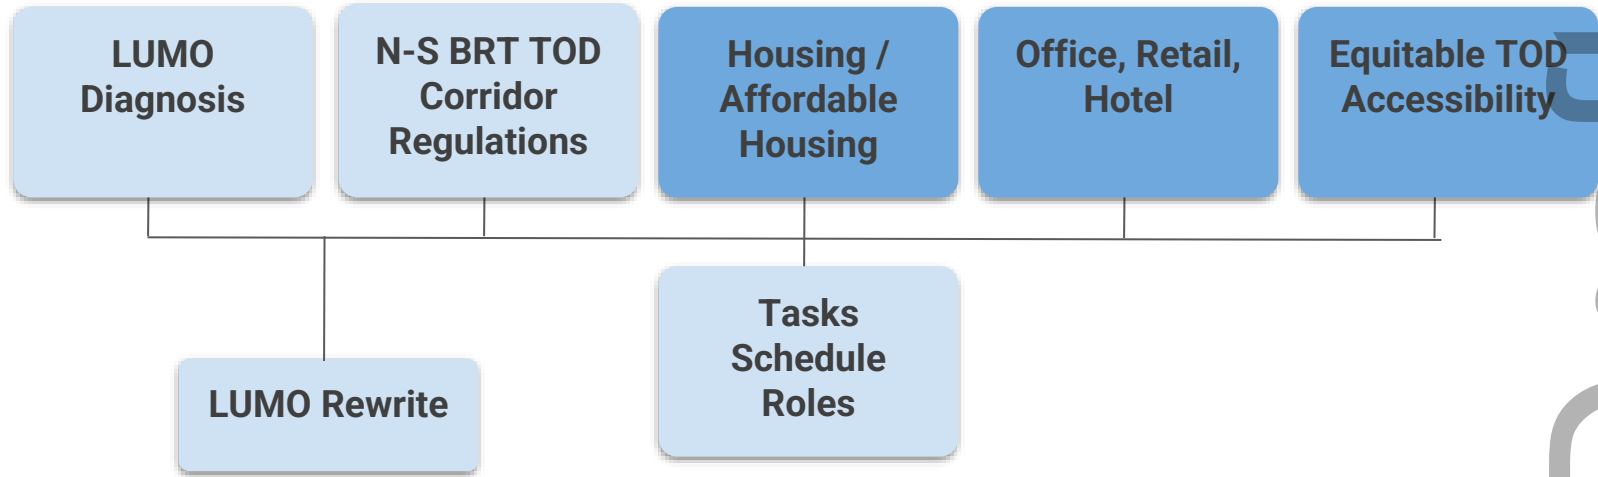 LUMO
Diagnosis
N-S BRT TOD
Corridor
Regulations
Housing /
Affordable
Housing
Office, Retail,
Hotel
Equitable TOD
Accessibility
Tasks
Schedule
Roles
LUMO Rewrite